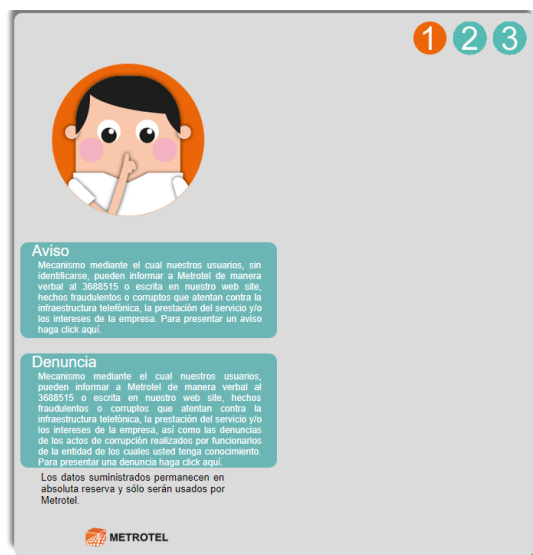 1 2 3
Aviso
Mecanismo mediante el cual nuestros usuarios, sin
identificarse, pueden informar a Metrotel de manera
verbal al 3688515 o escrita en nuestro web site,
hechos fraudulentos o corruptos que atentan contra la
infraestructura telefónica, la prestación del servicio y/o
los intereses de la empresa. Para presentar un aviso
haga click aquí.
Denuncia
Mecanismo mediante el cual nuestros usuarios,
pueden informar a Metrotel de manera verbal al
3688515 o escrita en nuestro web site, hechos
fraudulentos o corruptos que atentan contra la
infraestructura telefónica, la prestación del servicio y/o
los intereses de la empresa, así como las denuncias
de los actos de corrupción realizados por funcionarios
de la entidad de los cuales usted tenga conocimiento.
Para presentar una denuncia haga click aquí.
Los datos suministrados permanecen en
absoluta reserva y sólo serán usados por
Metrotel.
METROTEL